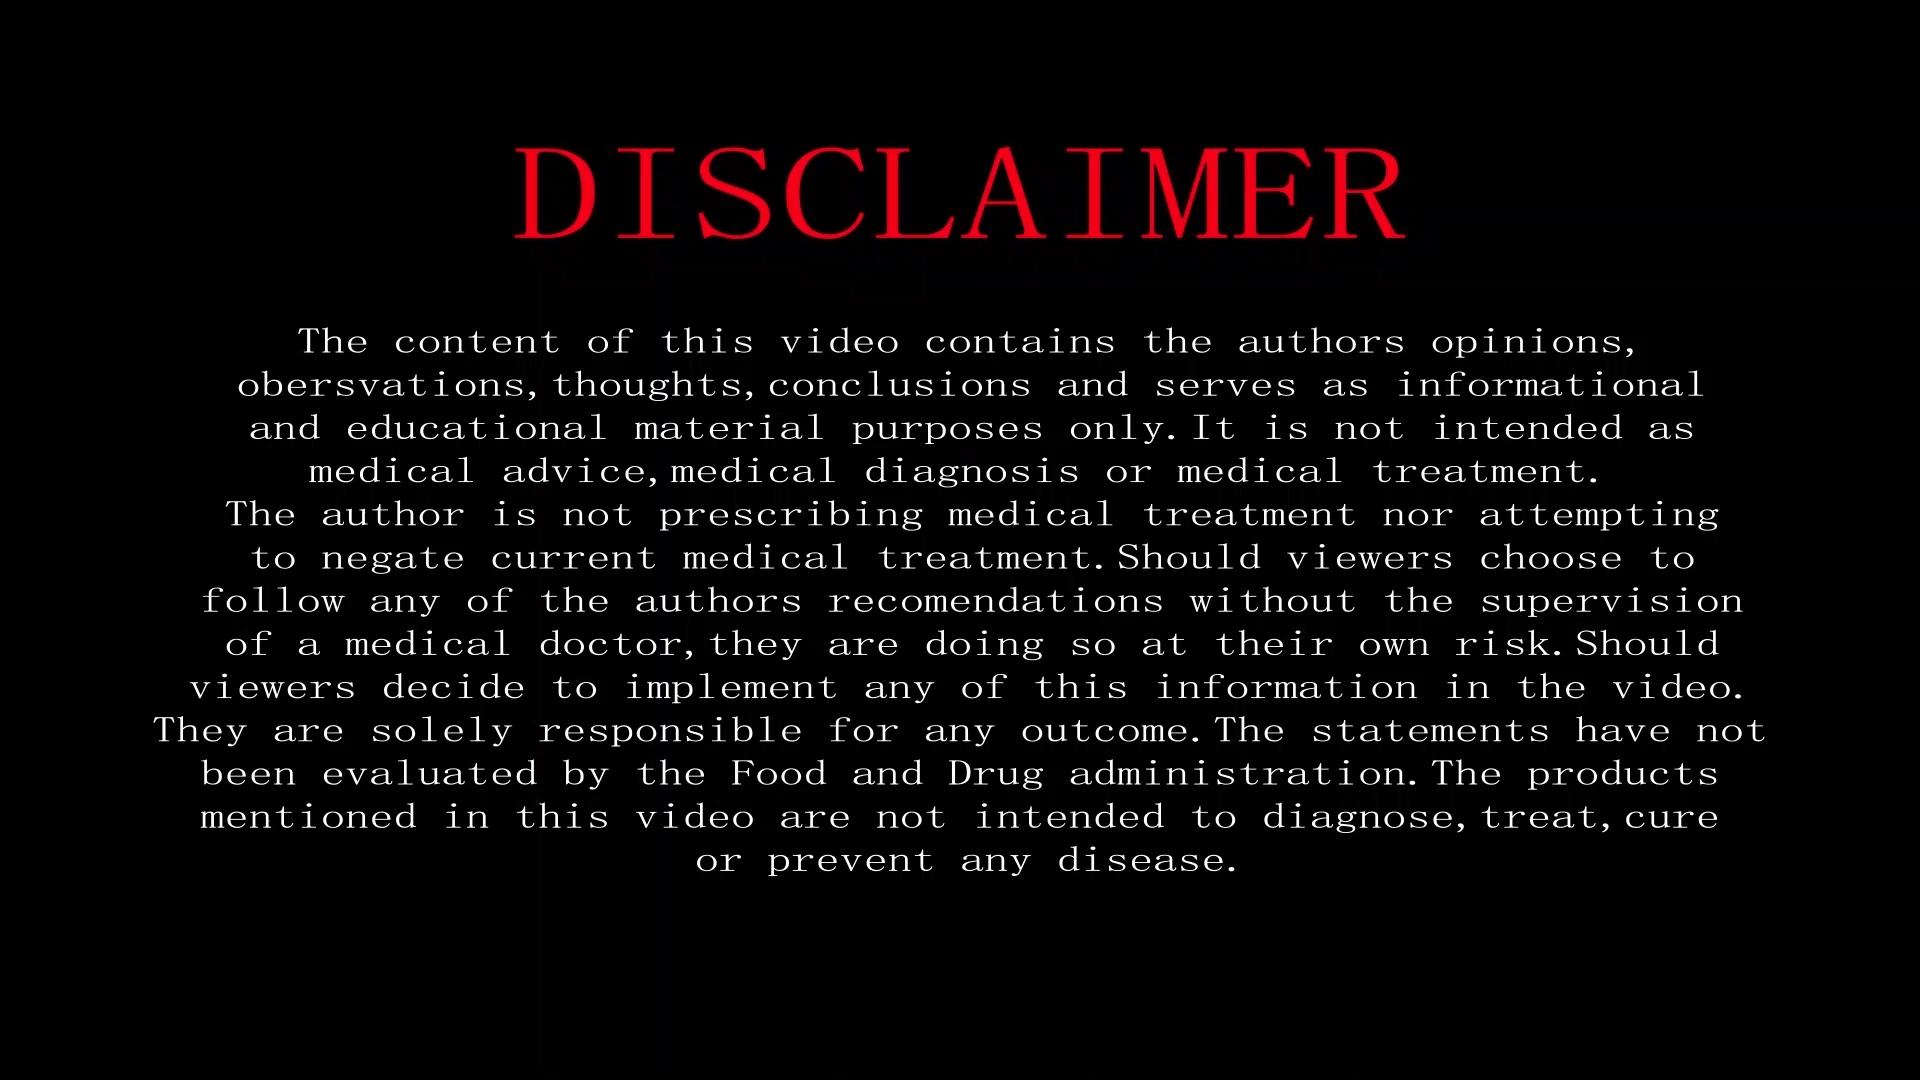 DISCLAIMER
The content of this video contains the authors opinions,
obersvations,thoughts,conclusions and serves as informational
and educational material purposes only.It is not intended as
medical advice,medical diagnosis or medical treatment.
The author is not prescribing medical treatment nor attempting
to negate current medical treatment.Should viewers choose to
follow any of the authors recomendations without the supervision
of a medical doctor,they are doing so at their own risk.Should
viewers decide to implement any of this information in the video.
They are solely responsible for any outcome.The statements have not
been evaluated by the Food and Drug administration.The products
mentioned in this video are not intended to diagnose,treat,cure
or prevent any disease.